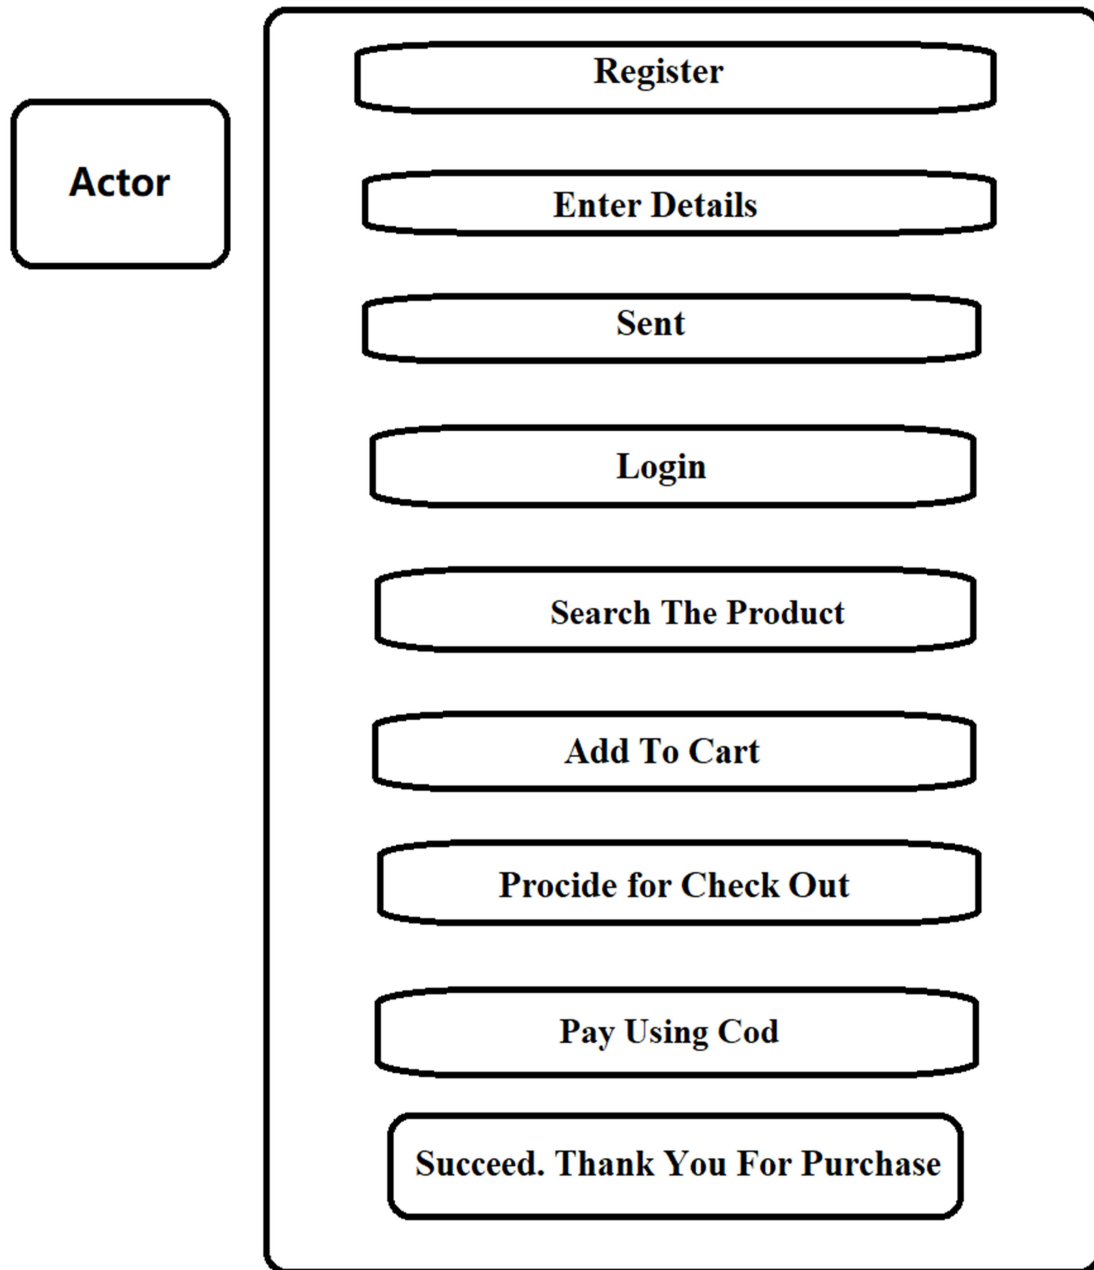 Register
Actor
Enter Details
Sent
Login
Search The Product
Add To Cart
Procide for Check Out
Pay Using Cod
Succeed. Thank You For Purchase